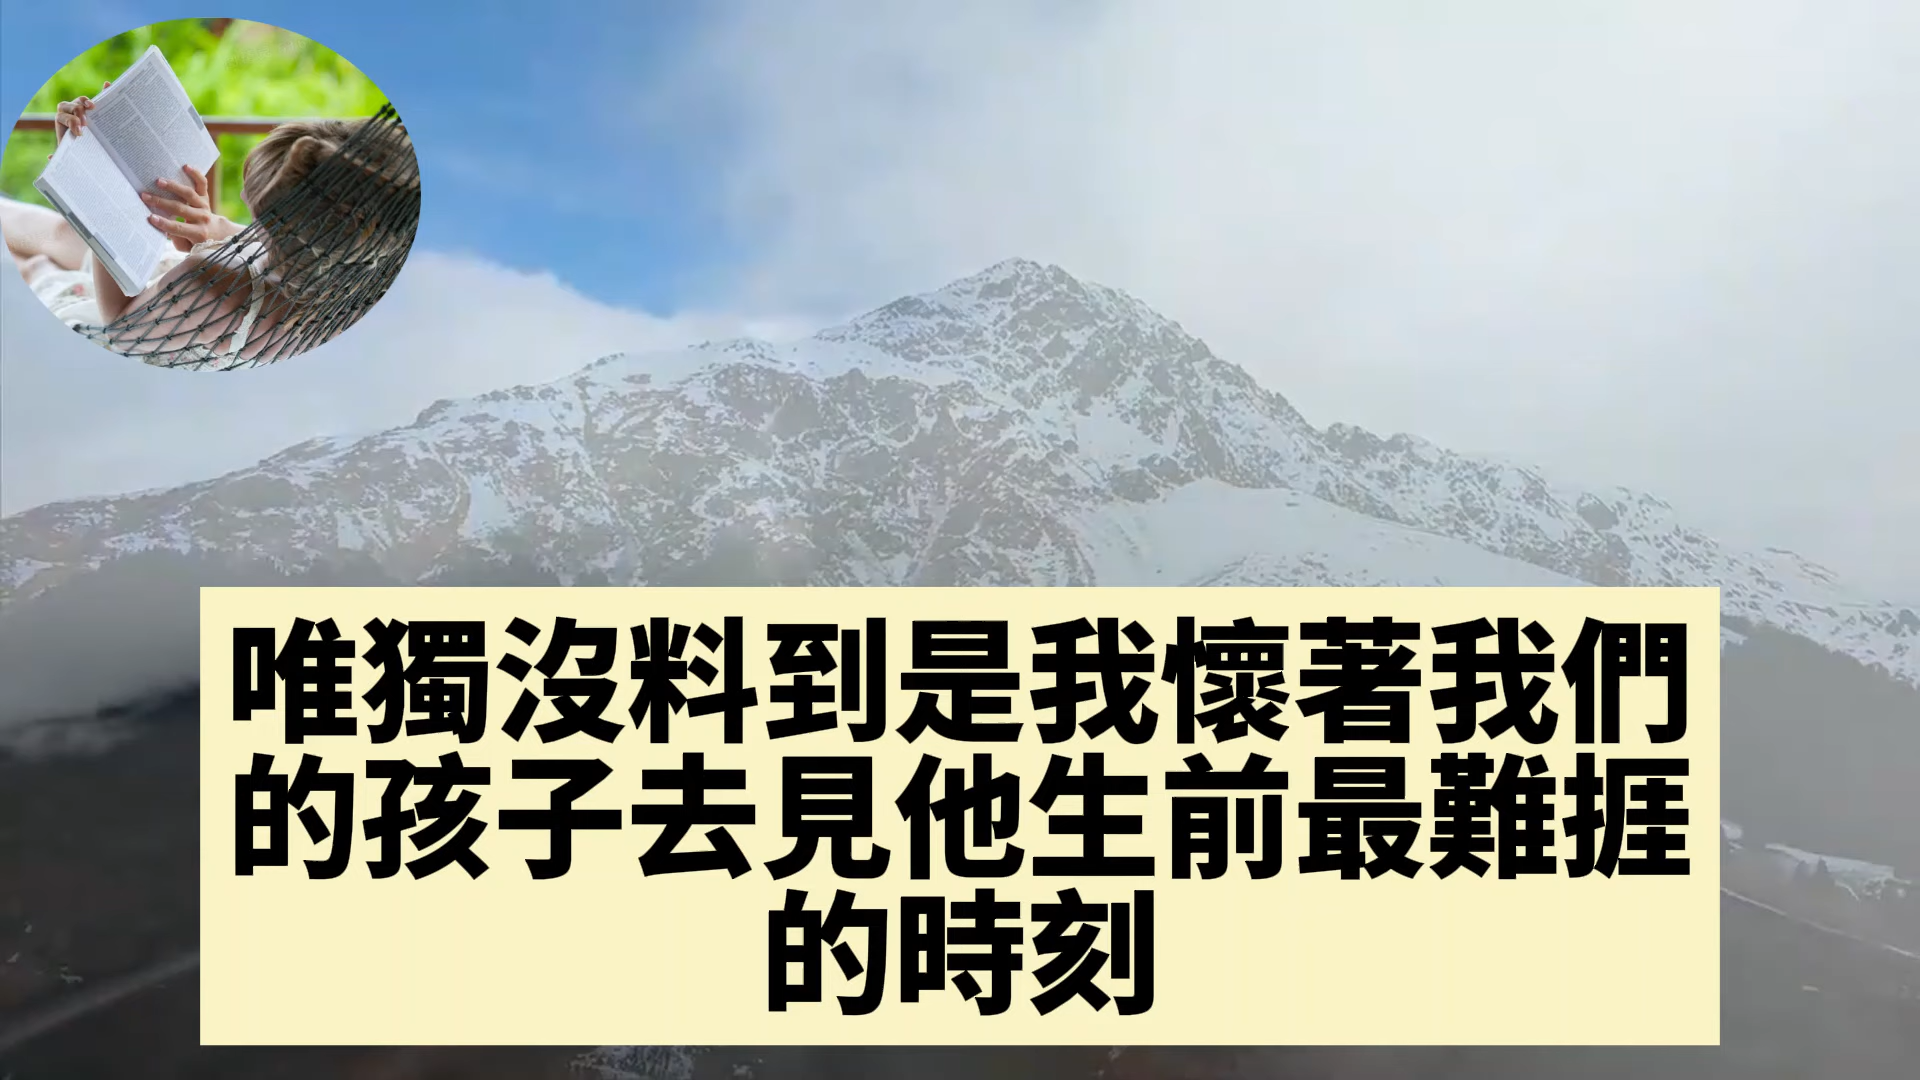 唯獨沒料到是我懷著我們
的孩子去見他生前最難捱
的時刻